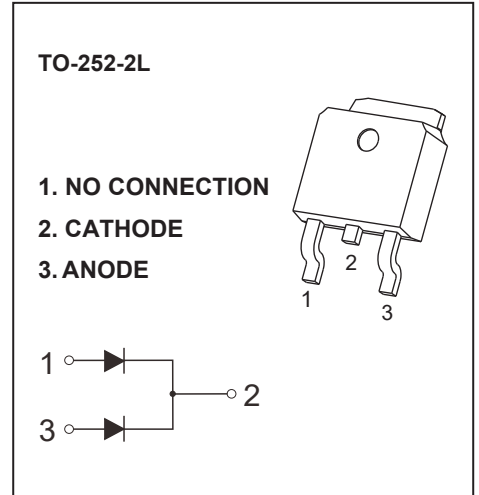 TO-252-2L
1. NO CONNECTION
2. CATHODE
3. ANODE
1
2
3
1
2
3